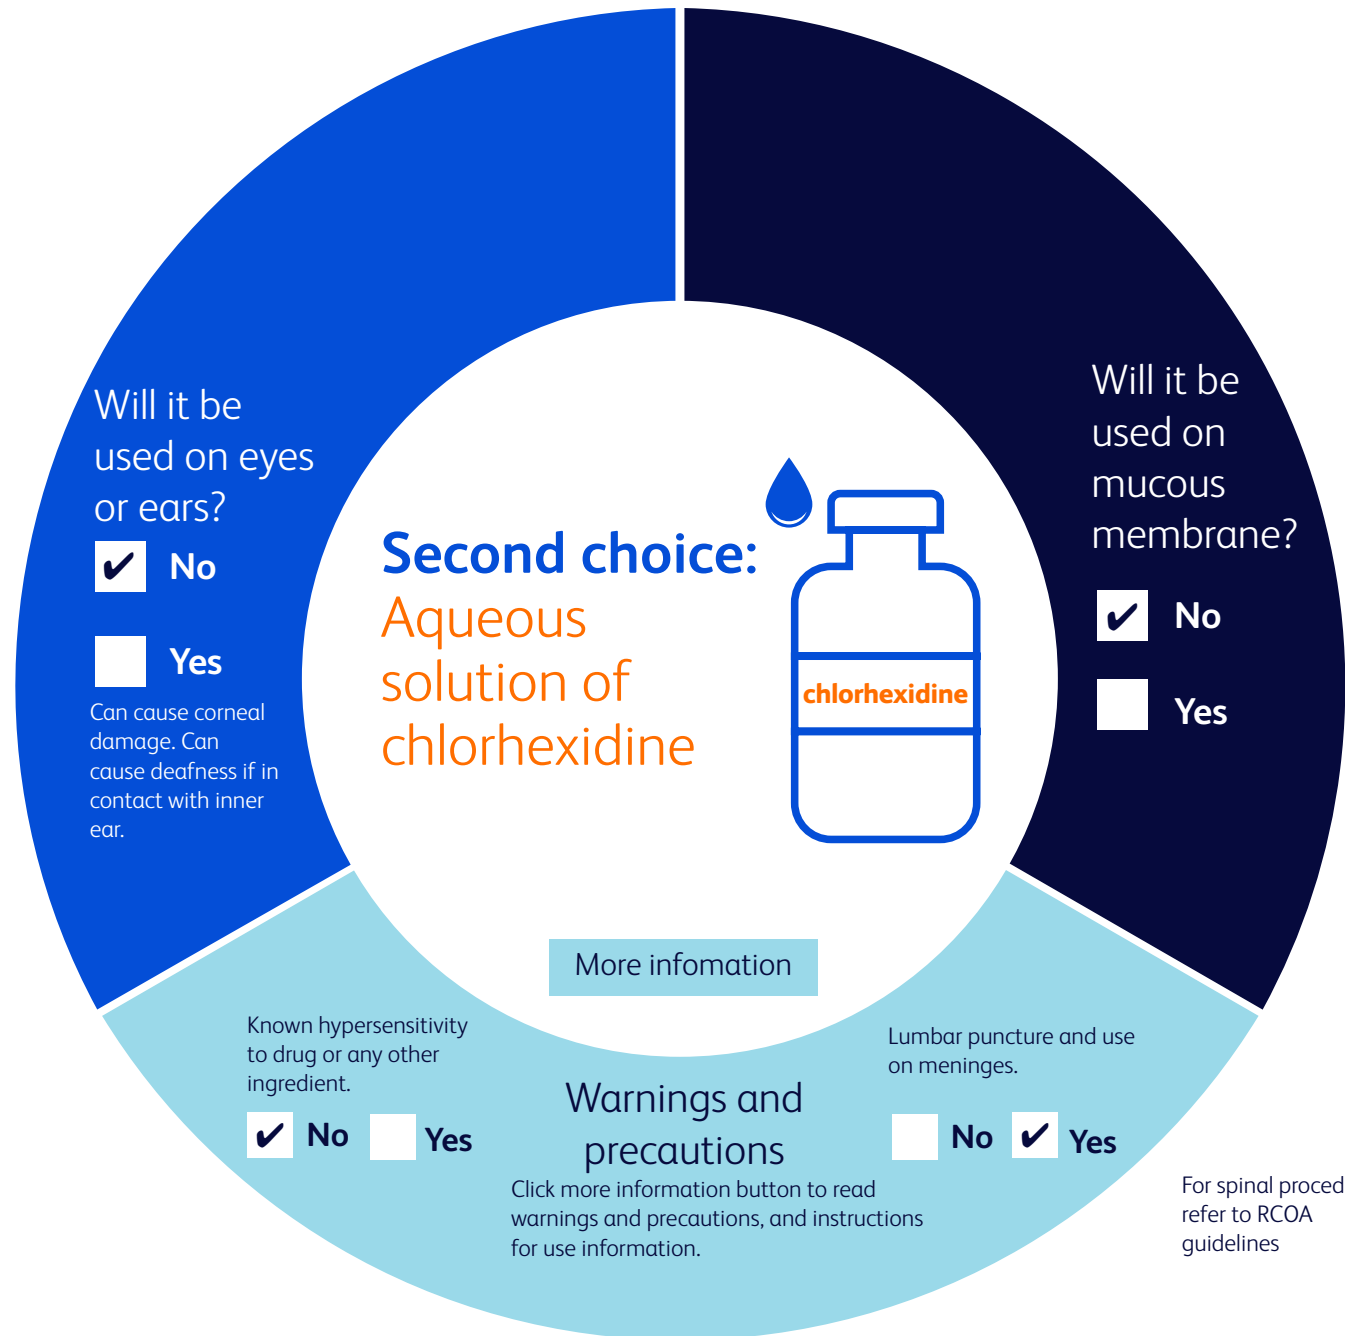 Will it be
used on eyes
or ears?
✔ No
Yes
Can cause corneal
damage. Can
cause deafness if in
contact with inner
ear.
Second choice:
Aqueous
solution of
chlorhexidine
chlorhexidine
Will it be
used on
mucous
membrane?
✔ No
Yes
More infomation
Known hypersensitivity
to drug or any other
ingredient.
✔ No Yes
Warnings and
precautions
Click more information button to read
warnings and precautions, and instructions
for use information.
Lumbar puncture and use
on meninges.
No ✔ Yes
For spinal proced
refer to RCOA
guidelines